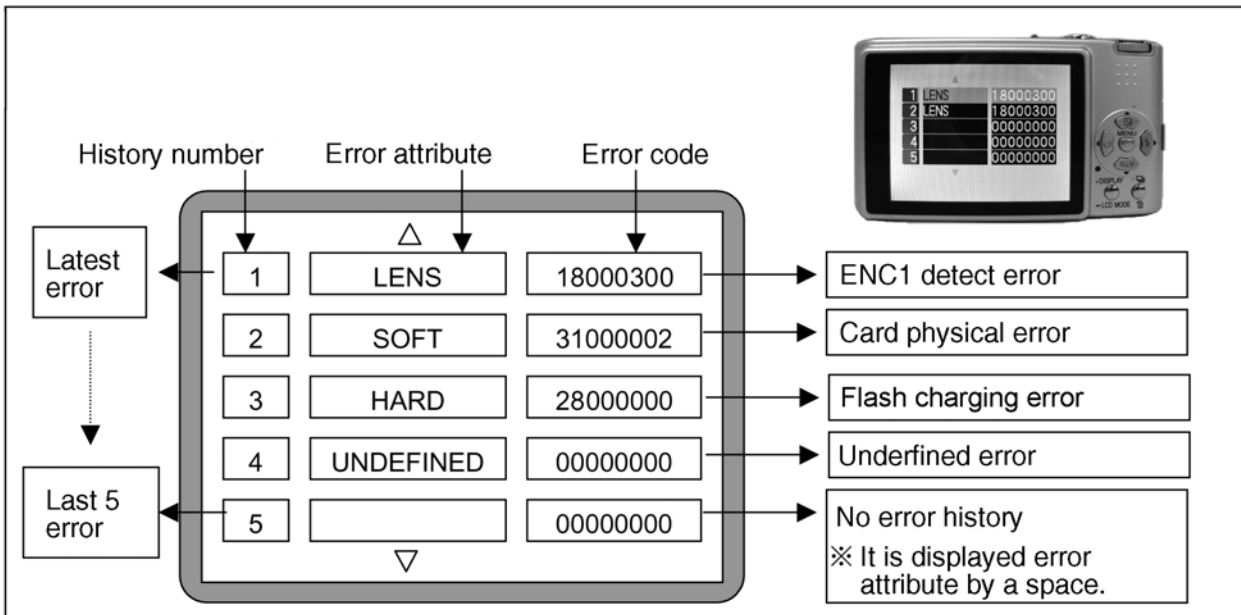 History number
Error attribute
Error code
1 LENS 18000300
2 LENS 18000300
3 00000000
4 00000000
5 00000000
MENU
DISPLAY
LCD MODE
Latest
error
△
1 LENS 18000300 ENC1 detect error
2 SOFT 31000002 Card physical error
3 HARD 28000000 Flash charging error
4 UNDEFINED 00000000 Underfined error
Last 5
error
5 00000000 No error history
▽
※ It is displayed error
attribute by a space.